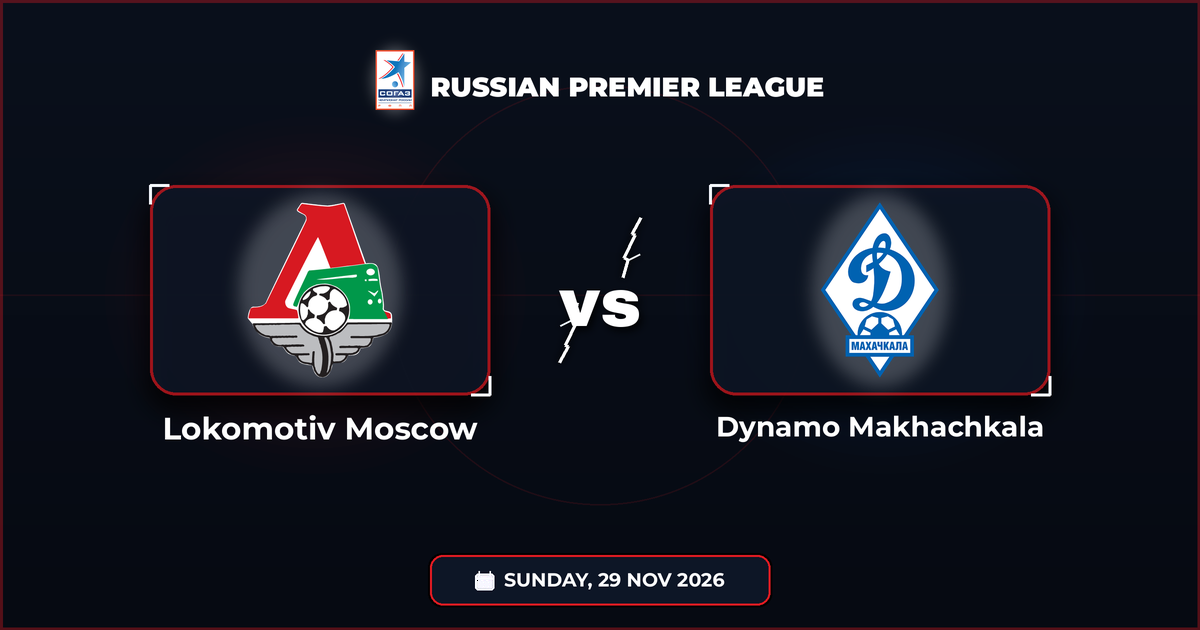 СОГАЗ
RUSSIAN PREMIER LEAGUE
VS
Д
МАХАЧКАЛА
Lokomotiv Moscow
Dynamo Makhachkala
SUNDAY, 29 NOV 2026